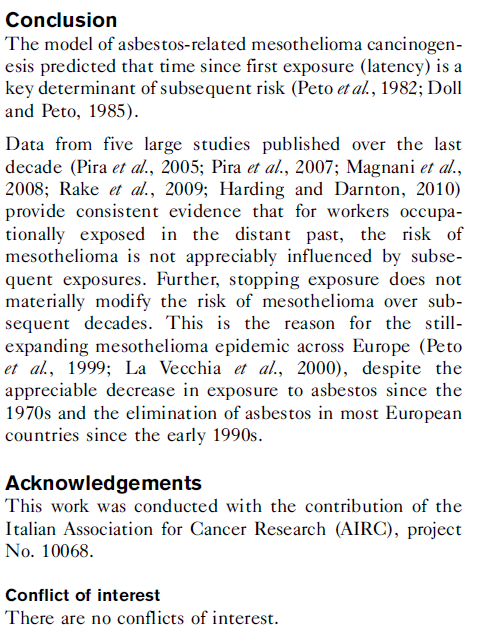 Conclusion
The model of asbestos-related mesothelioma cancinogen-
esis predicted that time since first exposure (latency) is a
key determinant of subsequent risk (Peto et al., 1982; Doll
and Peto, 1985).
Data from five large studies published over the last
decade (Pira et al., 2005; Pira et al., 2007; Magnani et al.,
2008; Rake et al., 2009; Harding and Darnton, 2010)
provide consistent evidence that for workers occupa-
tionally exposed in the distant past, the risk of
mesothelioma is not appreciably influenced by subse-
quent exposures. Further, stopping exposure does not
materially modify the risk of mesothelioma over sub-
sequent decades. This is the reason for the still-
expanding mesothelioma epidemic across Europe (Peto
et al., 1999; La Vecchia et al., 2000), despite the
appreciable decrease in exposure to asbestos since the
1970s and the elimination of asbestos in most European
countries since the early 1990s.
Acknowledgements
This work was conducted with the contribution of the
Italian Association for Cancer Research (AIRC), project
No. 10068.
Conflict of interest
There are no conflicts of interest.